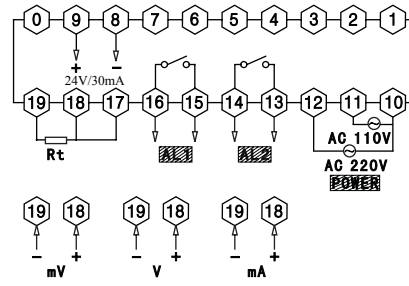 0 9 8 7 6 5 4 3 2 1
+ −
24V/30mA
19 18 17 16 15 14 13 12 11 10
Rt AL1 AL2 AC 110V
AC 220V
POWER
19 18 19 18 19 18
− + − + − +
mV V mA